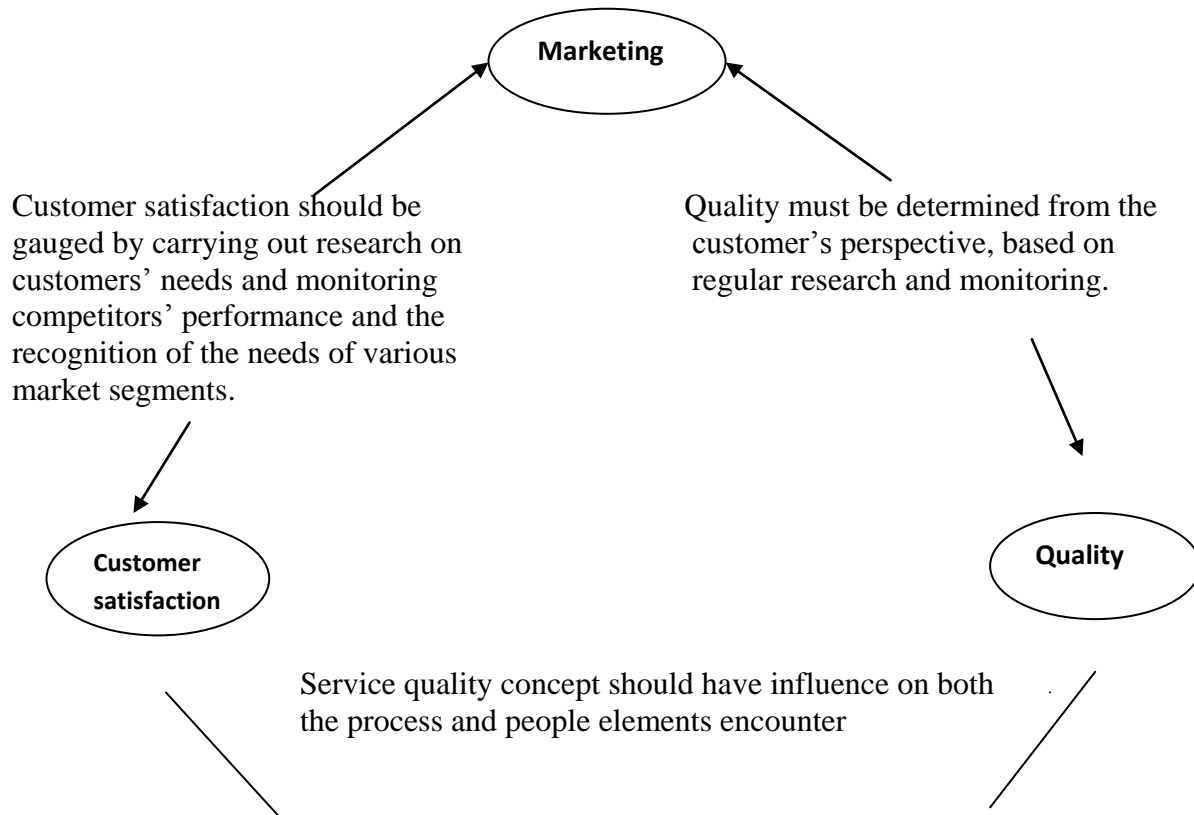 Marketing
Customer satisfaction should be
gauged by carrying out research on
customers’ needs and monitoring
competitors’ performance and the
recognition of the needs of various
market segments.
Quality must be determined from the
customer’s perspective, based on
regular research and monitoring.
Customer
satisfaction
Quality
Service quality concept should have influence on both
the process and people elements encounter